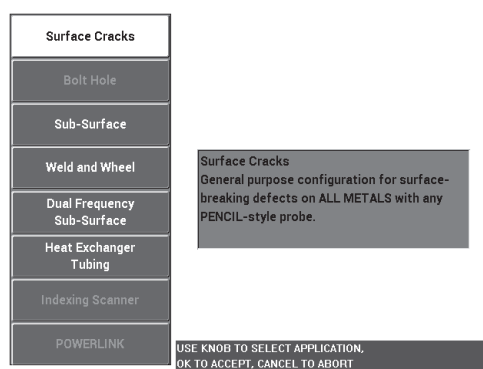 Surface Cracks
Bolt Hole
Sub-Surface
Weld and Wheel
Dual Frequency
Sub-Surface
Heat Exchanger
Tubing
Indexing Scanner
POWERLINK
Surface Cracks
General purpose configuration for surface-
breaking defects on ALL METALS with any
PENCIL-style probe.
USE KNOB TO SELECT APPLICATION,
OK TO ACCEPT, CANCEL TO ABORT